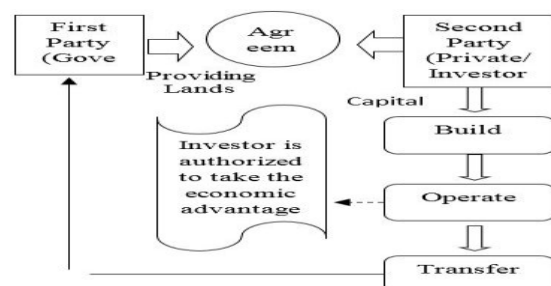 First
Party
(Gove
Agr
eem
Second
Party
(Private/
Investor
Providing
Lands
Capital
Build
Investor is
authorized
to take the
economic
advantage
Operate
Transfer